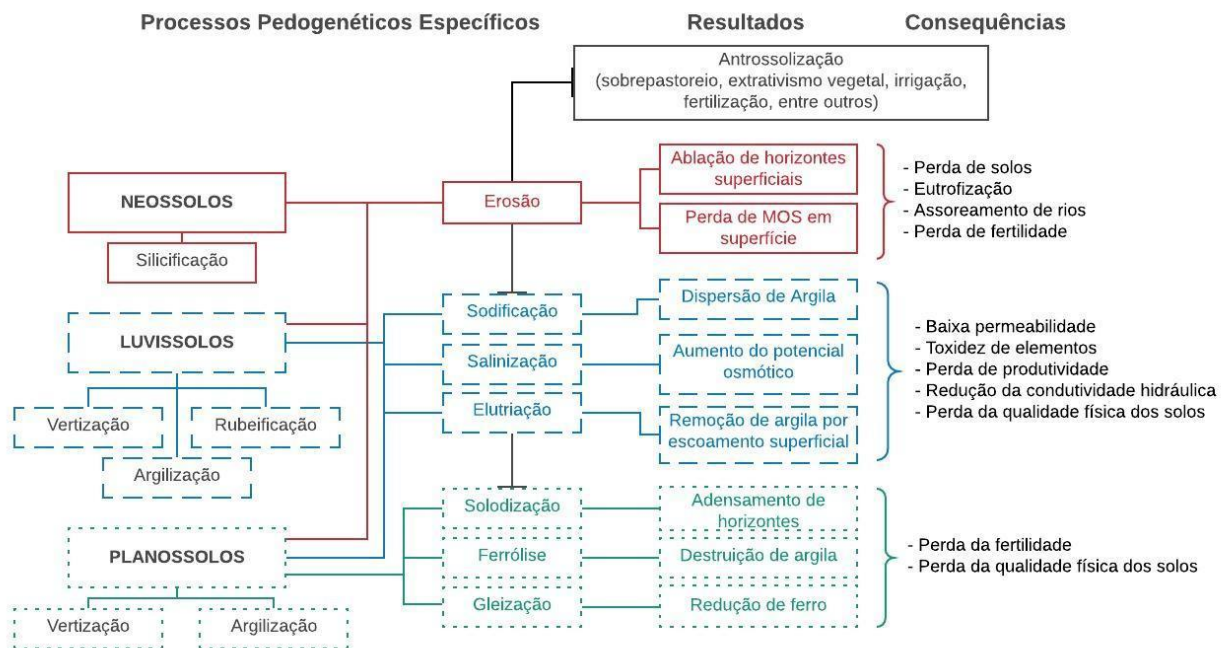 Processos Pedogenéticos Específicos
Resultados
Consequências
Antrossolização
(sobrepastoreio, extrativismo vegetal, irrigação,
fertilização, entre outros)
NEOSSOLOS
Silicificação
Erosão
Ablação de horizontes
superficiais
Perda de MOS em
superfície
- Perda de solos
- Eutrofização
- Assoreamento de rios
- Perda de fertilidade
LUVISSOLOS
Vertização
Rubeificação
Argilização
Sodificação
Salinização
Elutriação
Dispersão de Argila
Aumento do potencial
osmótico
Remoção de argila por
escoamento superficial
- Baixa permeabilidade
- Toxidez de elementos
- Perda de produtividade
- Redução da condutividade hidráulica
- Perda da qualidade física dos solos
PLANOSSOLOS
Vertização
Argilização
Solodização
Ferrólise
Gleização
Adensamento de
horizontes
Destruição de argila
Redução de ferro
- Perda da fertilidade
- Perda da qualidade física dos solos